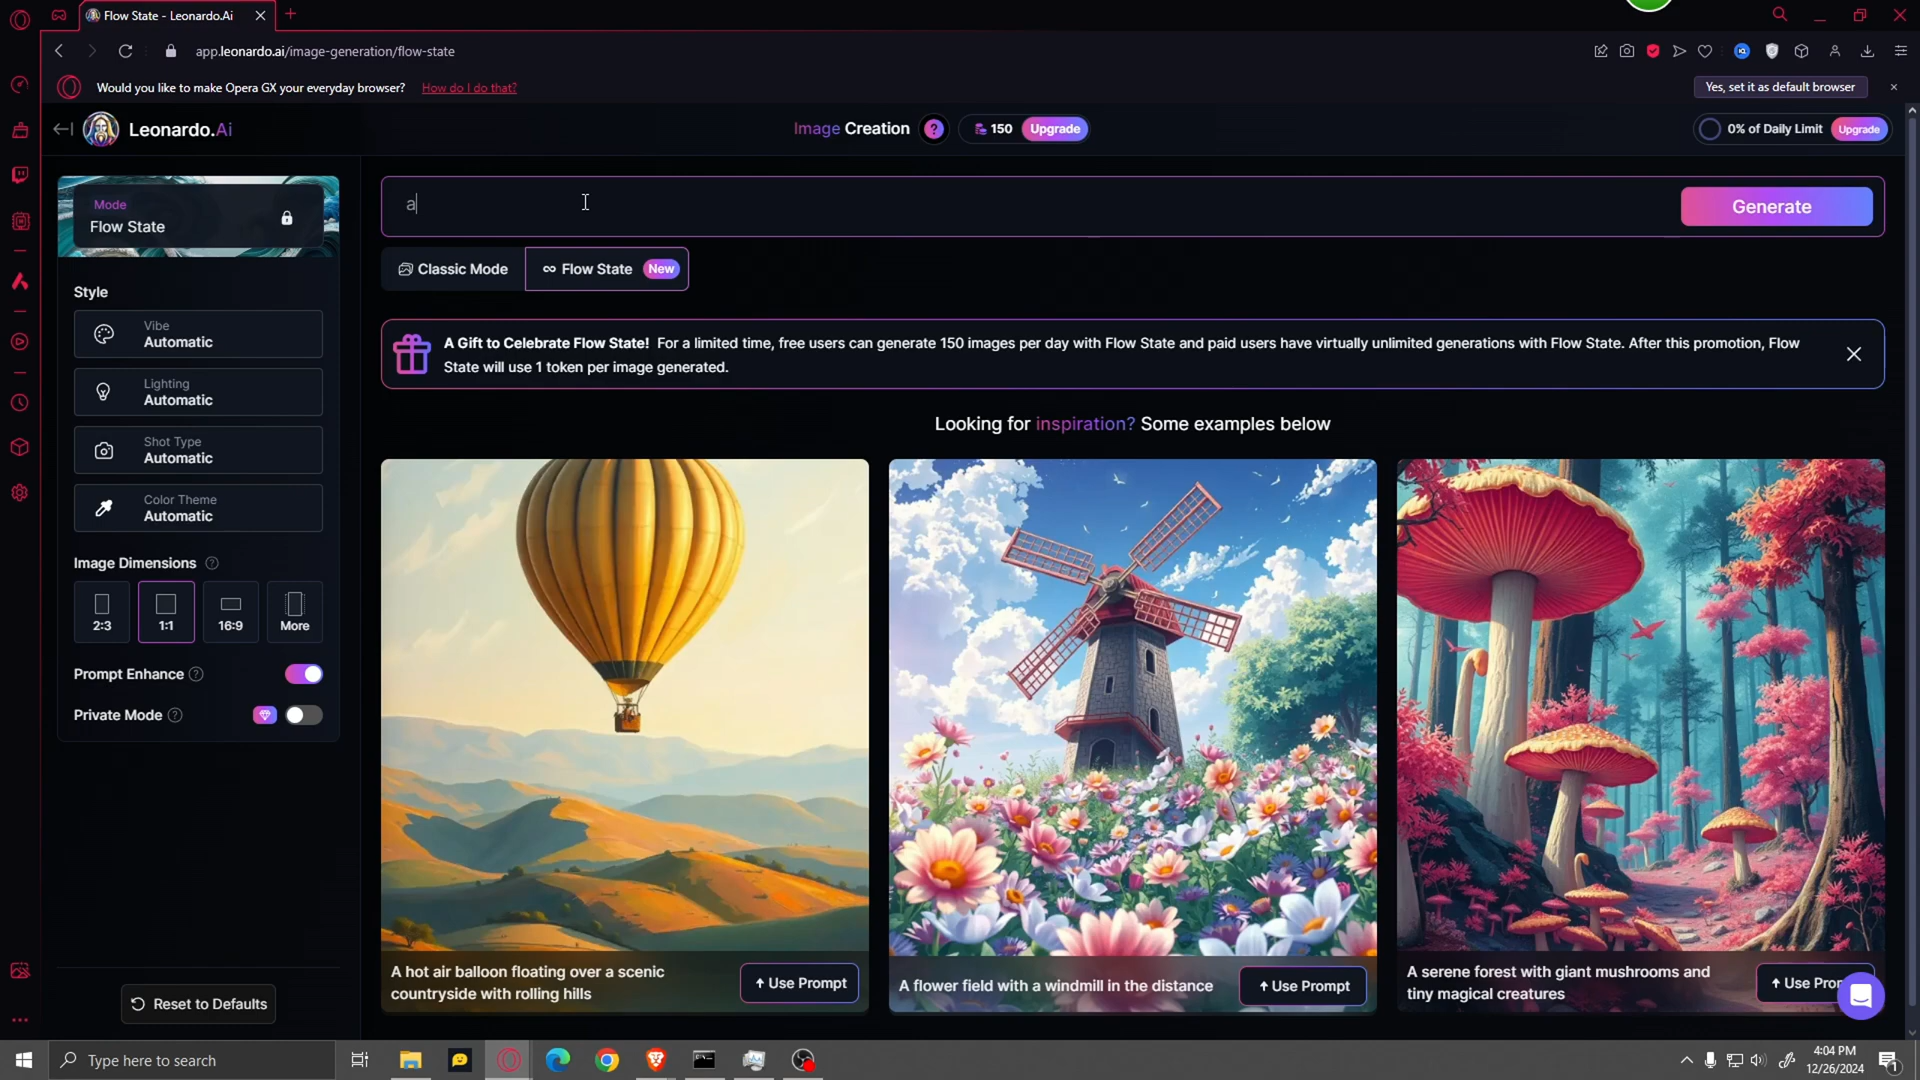 Flow State - Leonardo.Ai
app.leonardo.ai/image-generation/flow-state
Would you like to make Opera GX your everyday browser? How do I do that?
Yes, set it as default browser
Leonardo.Ai
Image Creation ? 150 Upgrade
0% of Daily Limit Upgrade
Mode
Flow State
a
Generate
Classic Mode
Flow State New
Style
Vibe
Automatic
Lighting
Automatic
Shot Type
Automatic
Color Theme
Automatic
Image Dimensions ?
2:3
1:1
16:9
More
Prompt Enhance ?
Private Mode ?
Reset to Defaults
A Gift to Celebrate Flow State! For a limited time, free users can generate 150 images per day with Flow State and paid users have virtually unlimited generations with Flow State. After this promotion, Flow
State will use 1 token per image generated.
Looking for inspiration? Some examples below
A hot air balloon floating over a scenic
countryside with rolling hills
Use Prompt
A flower field with a windmill in the distance
Use Prompt
A serene forest with giant mushrooms and
tiny magical creatures
Use Pro
Type here to search
4:04 PM
12/26/2024
1